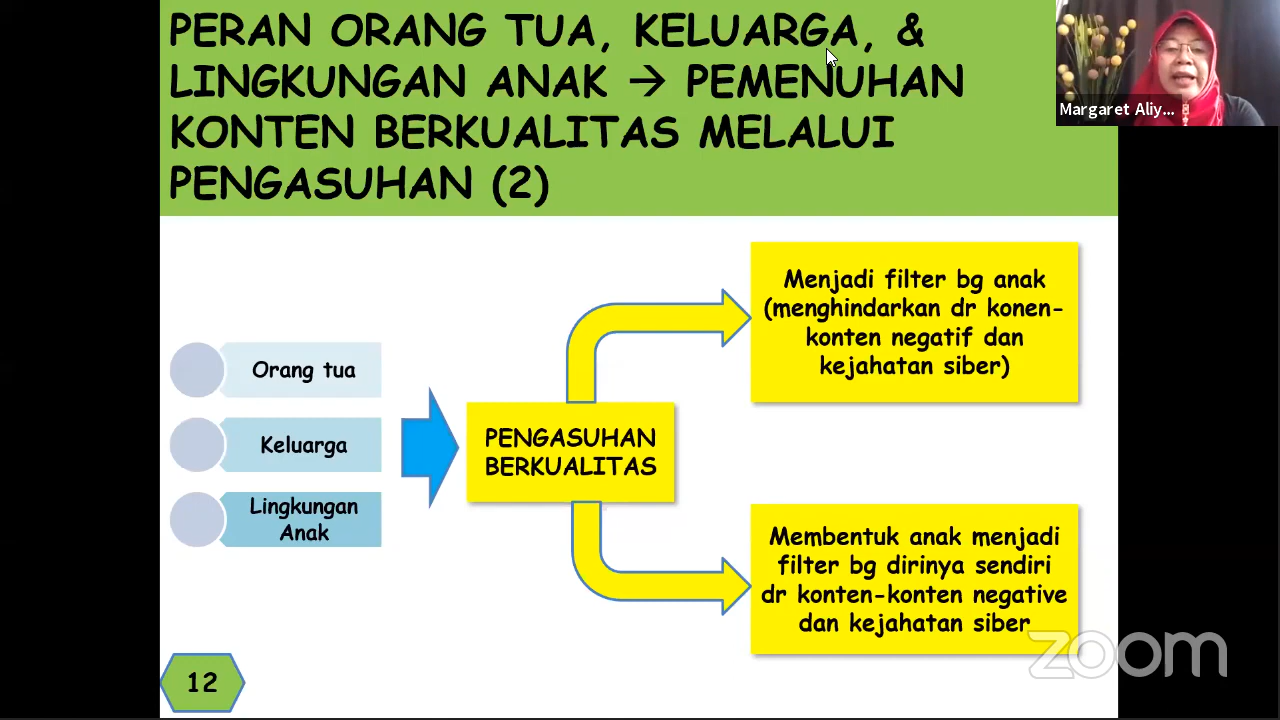 PERAN ORANG TUA, KELUARGA, &
LINGKUNGAN ANAK → PEMENUHAN
KONTEN BERKUALITAS MELALUI
PENGASUHAN (2)
Margaret Aliy...
Orang tua
Keluarga
Lingkungan
Anak
PENGASUHAN
BERKUALITAS
Menjadi filter bg anak
(menghindarkan dr konen-
konten negatif dan
kejahatan siber)
Membentuk anak menjadi
filter bg dirinya sendiri
dr konten-konten negative
dan kejahatan siber
zoom
12